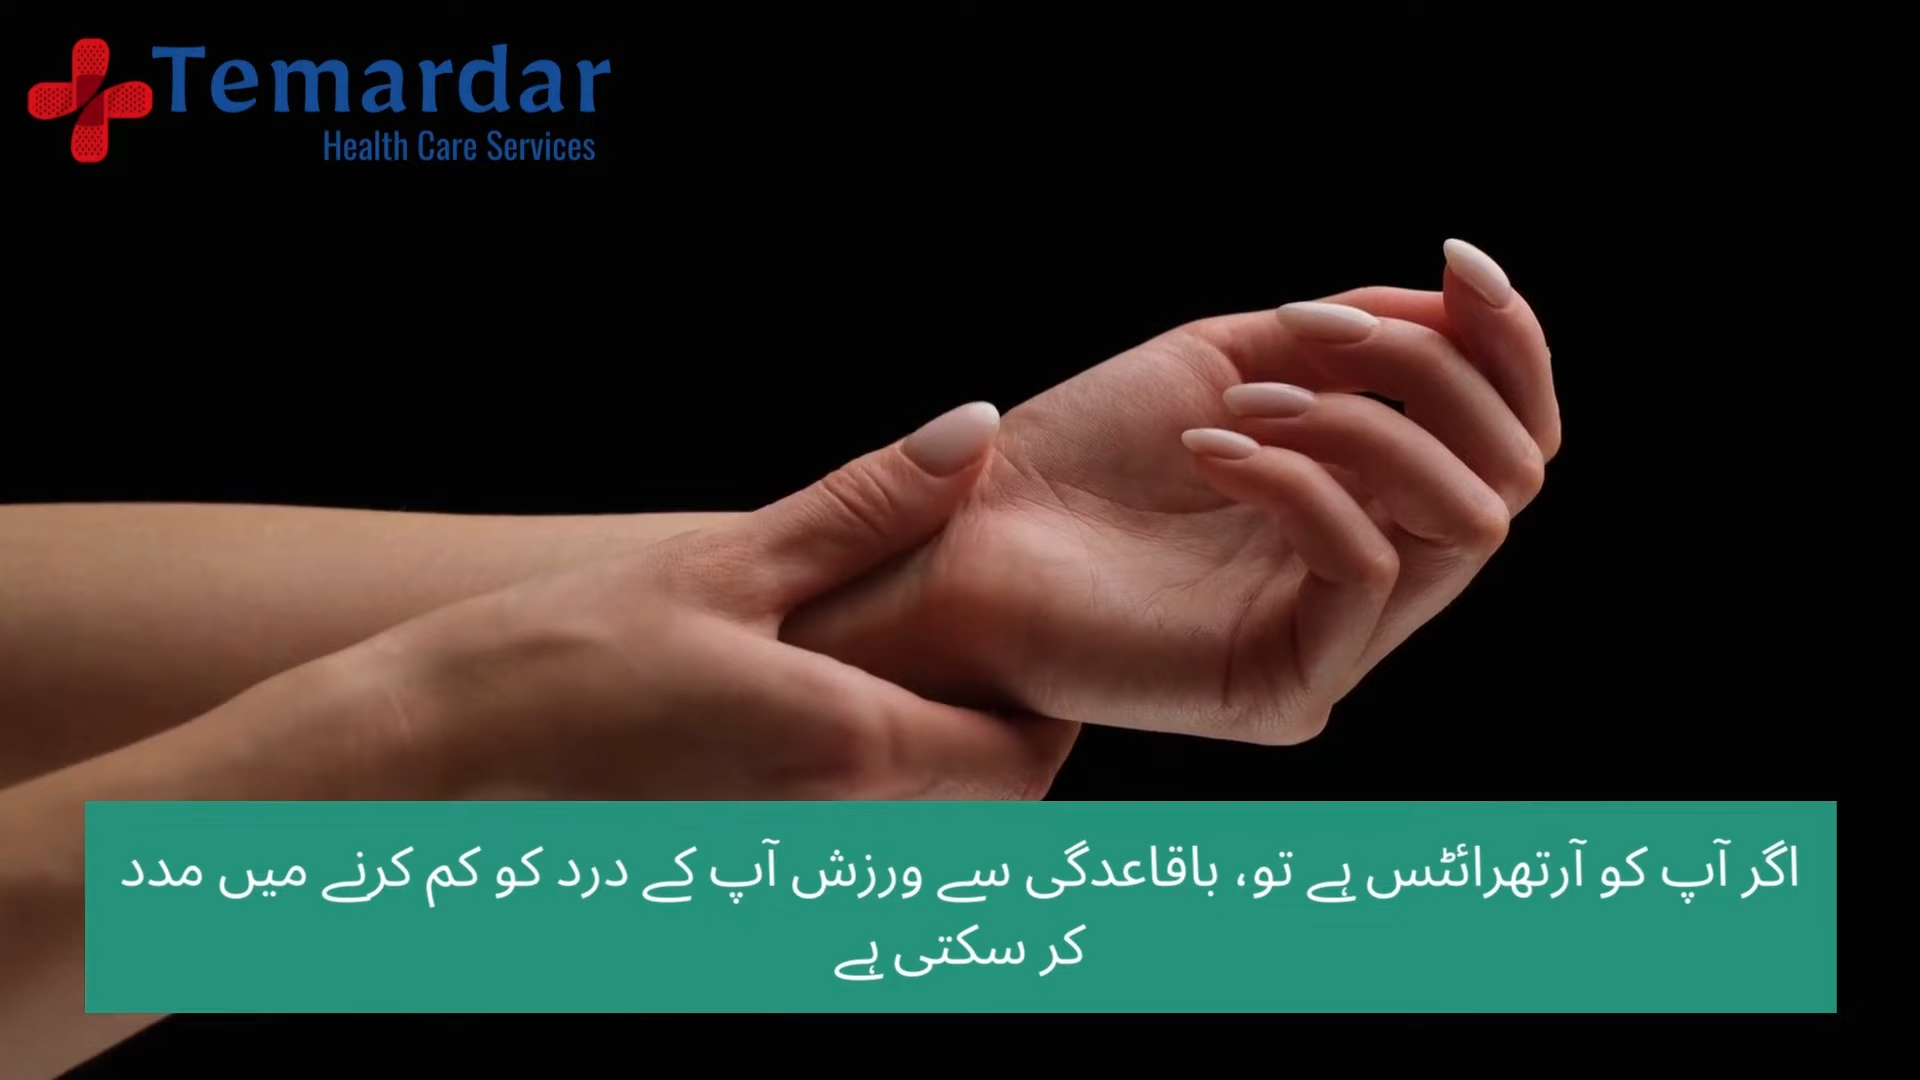 Temardar
Health Care Services
اگر آپ کو آرتھرائٹس ہے تو، باقاعدگی سے ورزش آپ کے درد کو کم کرنے میں مدد
کر سکتی ہے